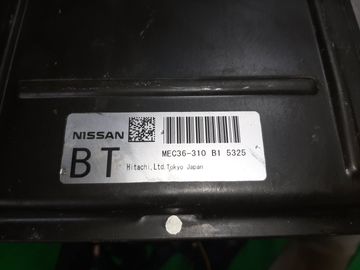 NISSAN
BT
MEC36-310 B1 5325
Hitachi,Ltd.Tokyo Japan